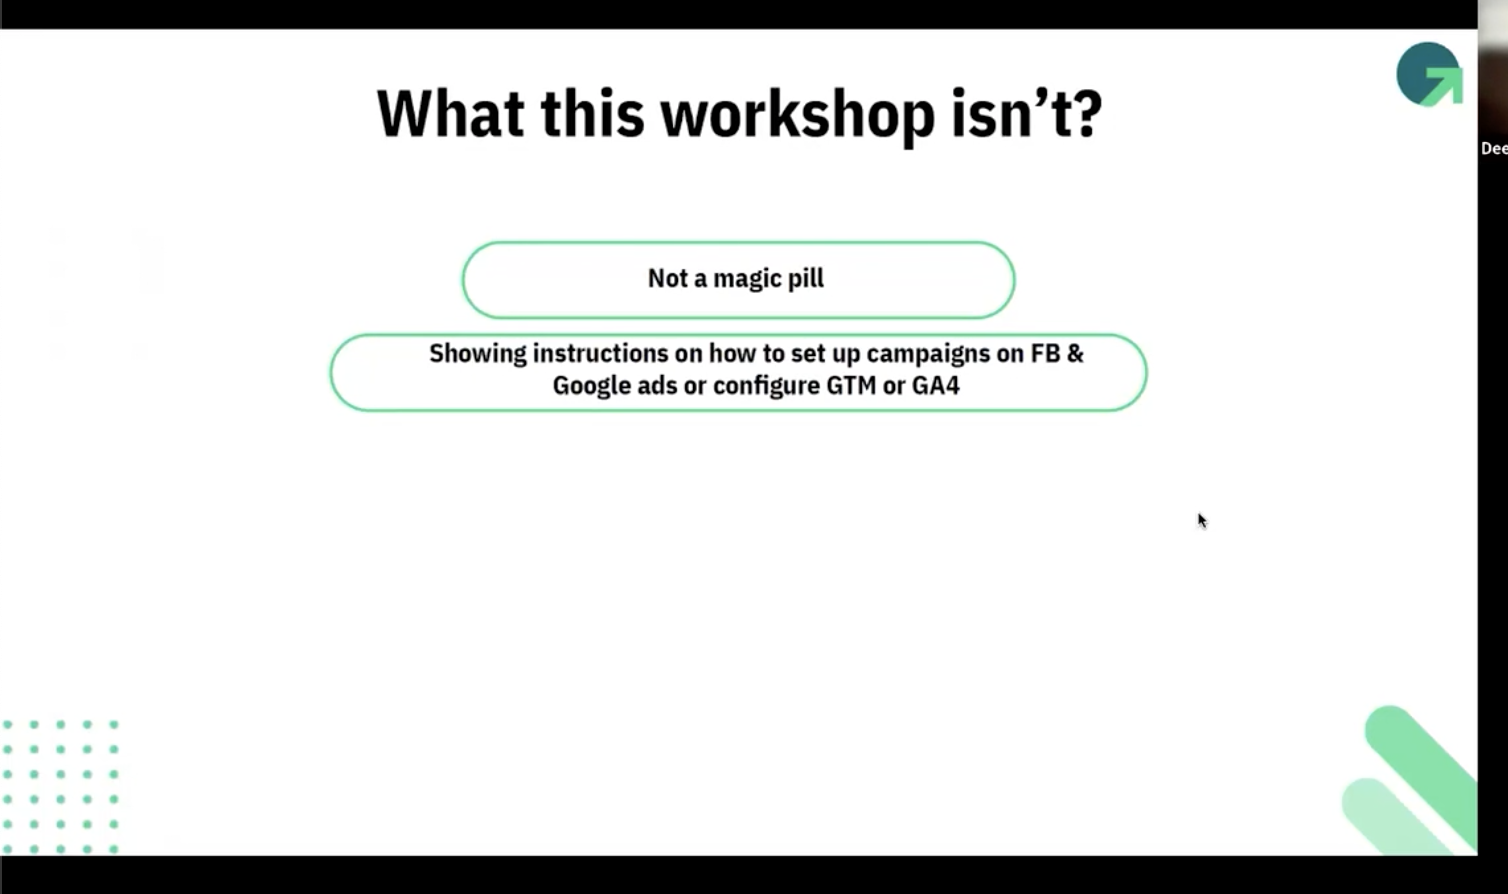 What this workshop isn’t?
Dee
Not a magic pill
Showing instructions on how to set up campaigns on FB &
Google ads or configure GTM or GA4